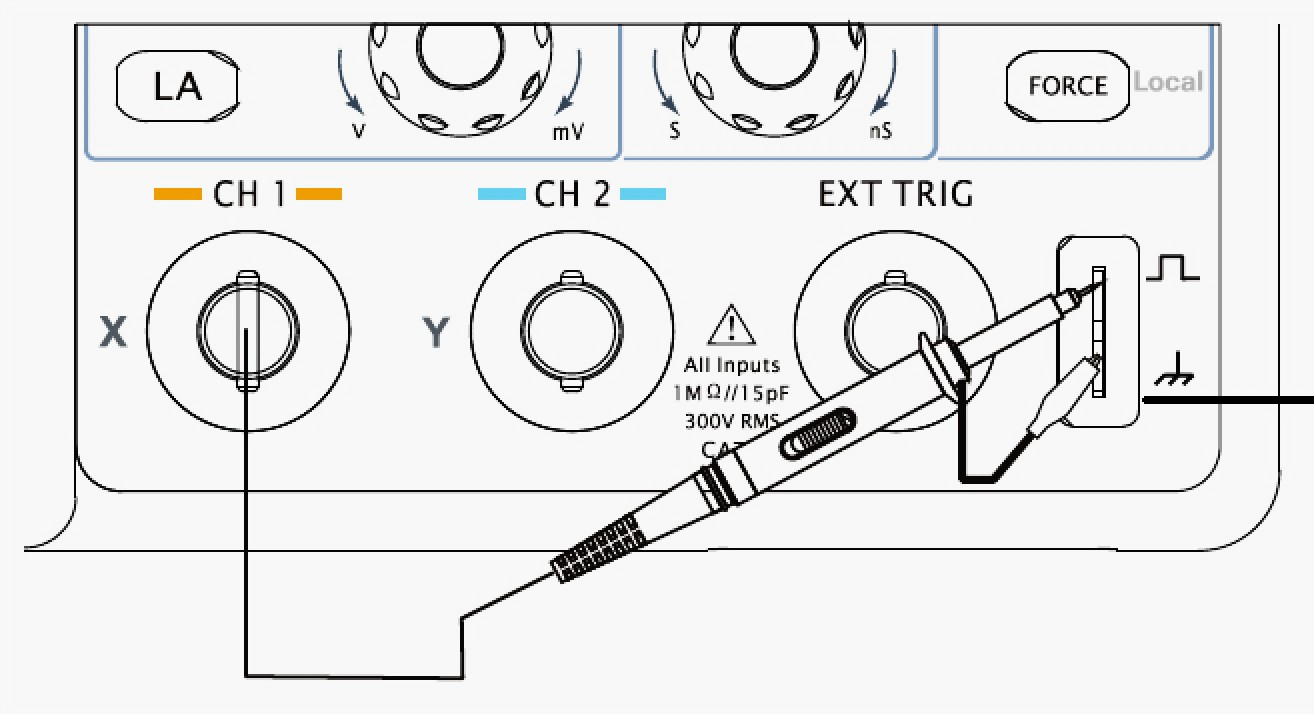 LA
FORCE Local
V mV S nS
CH 1 CH 2 EXT TRIG
X Y
!
All Inputs
1MΩ//15pF
300V RMS